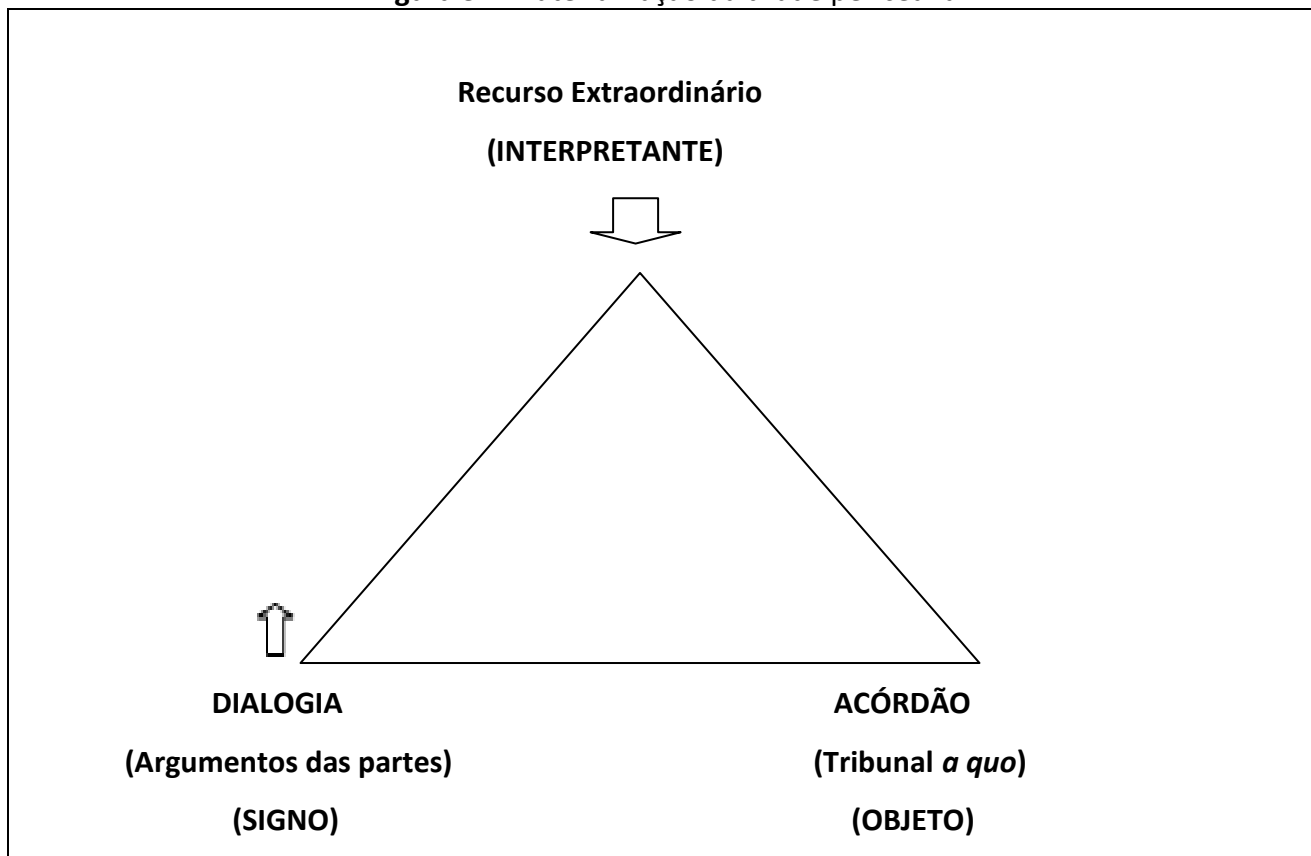 Recurso Extraordinário
(INTERPRETANTE)
DIALOGIA
ACÓRDÃO
(Argumentos das partes)
(Tribunal a quo)
(SIGNO)
(OBJETO)